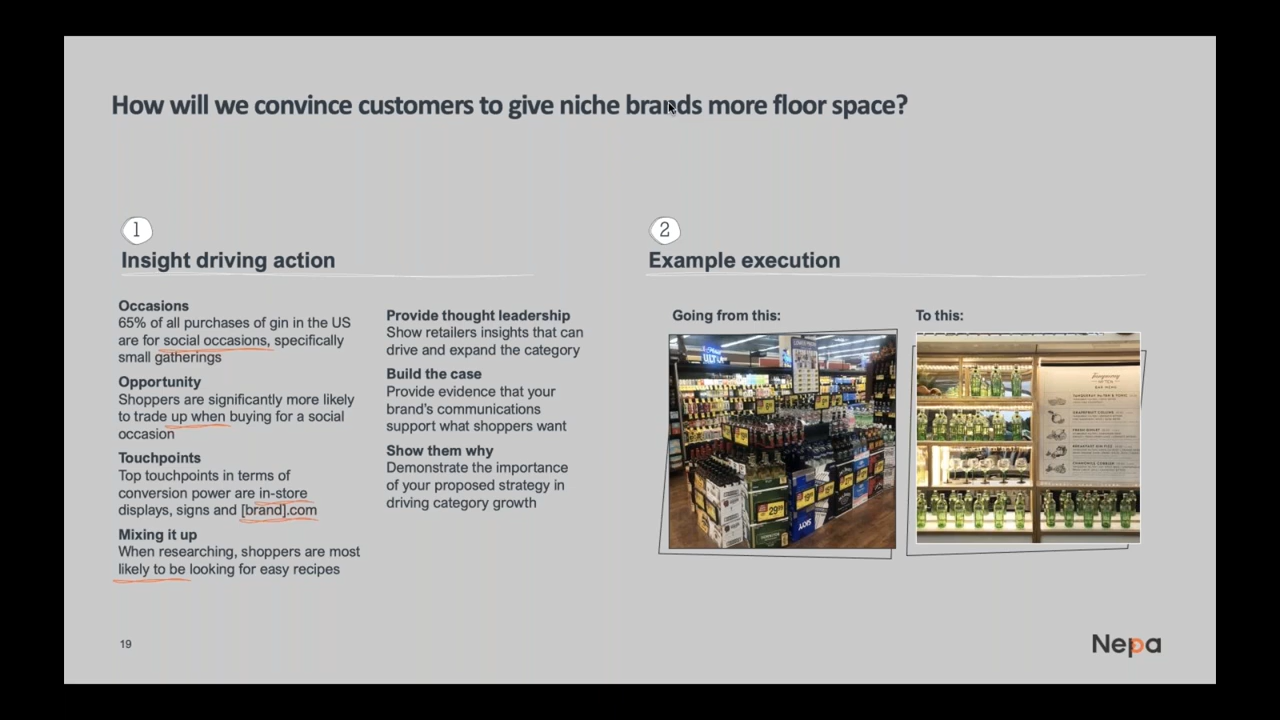 How will we convince customers to give niche brands more floor space?
1
Insight driving action
Occasions
65% of all purchases of gin in the US
are for social occasions, specifically
small gatherings
Opportunity
Shoppers are significantly more likely
to trade up when buying for a social
occasion
Touchpoints
Top touchpoints in terms of
conversion power are in-store
displays, signs and [brand].com
Mixing it up
When researching, shoppers are most
likely to be looking for easy recipes
Provide thought leadership
Show retailers insights that can
drive and expand the category
Build the case
Provide evidence that your
brand's communications
support what shoppers want
Show them why
Demonstrate the importance
of your proposed strategy in
driving category growth
2
Example execution
Going from this:
ULTRA
29
SKYY
To this:
Tanqueray
BAR MENU
19
Nepa